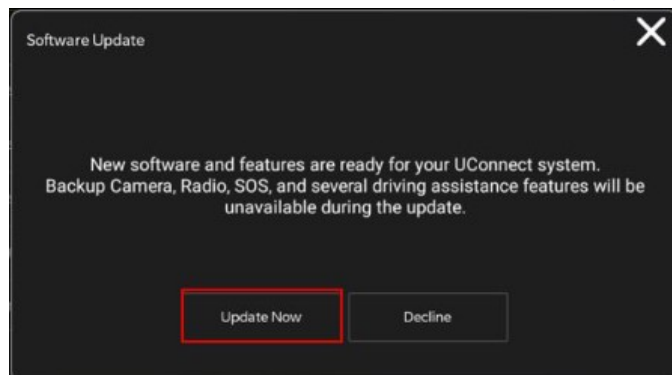 Software Update
New software and features are ready for your UConnect system.
Backup Camera, Radio, SOS, and several driving assistance features will be
unavailable during the update.
Update Now
Decline